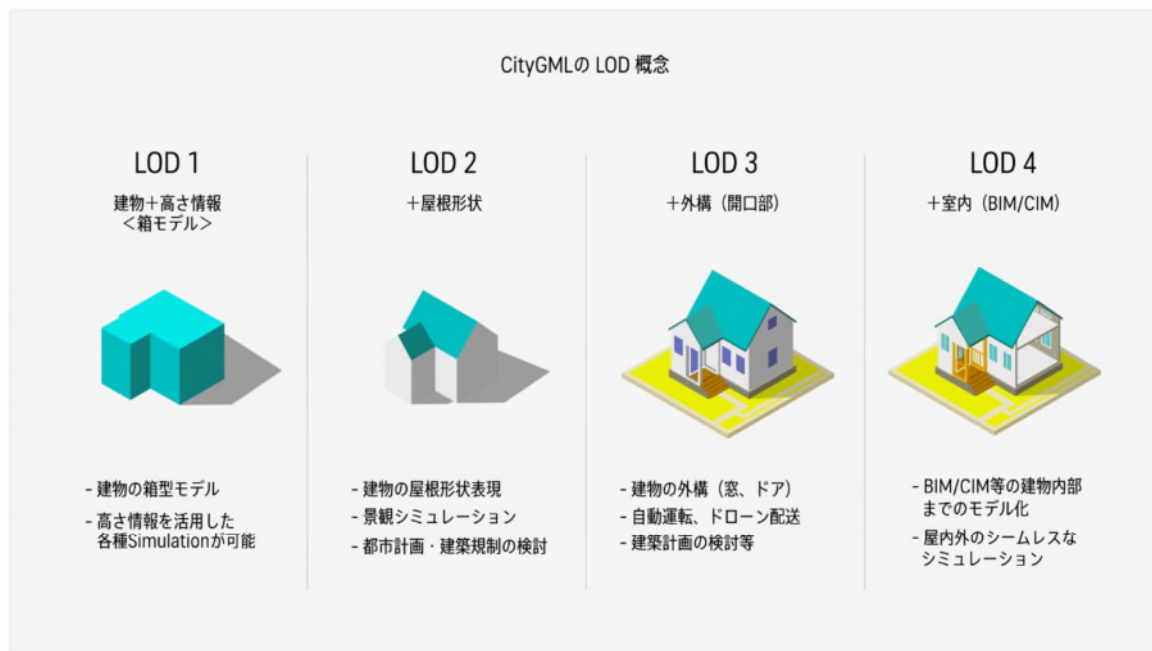 CityGMLの LOD 概念
LOD 1
建物＋高さ情報
＜箱モデル＞
- 建物の箱型モデル
- 高さ情報を活用した
各種Simulationが可能
LOD 2
＋屋根形状
- 建物の屋根形状表現
- 景観シミュレーション
- 都市計画・建築規制の検討
LOD 3
＋外構（開口部）
- 建物の外構（窓、ドア）
- 自動運転、ドローン配送
- 建築計画の検討等
LOD 4
＋室内（BIM/CIM）
- BIM/CIM等の建物内部
までのモデル化
- 屋内外のシームレスな
シミュレーション